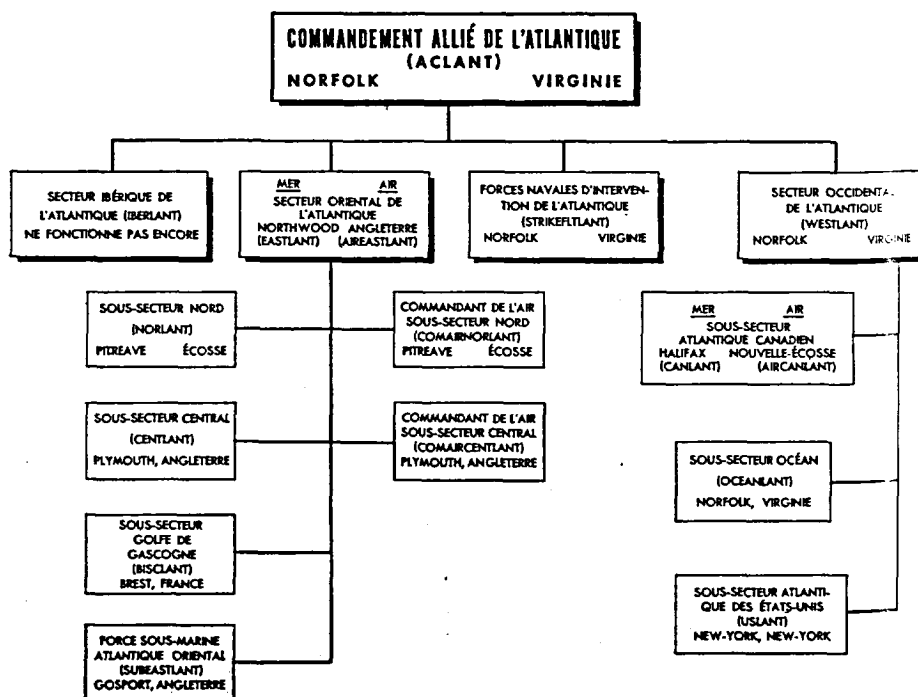 COMMANDEMENT ALLIÉ DE L'ATLANTIQUE
(ACLANT)
NORFOLK VIRGINIE
SECTEUR IBÉRIQUE DE
L'ATLANTIQUE (IBERLANT)
NE FONCTIONNE PAS ENCORE
MER AIR
SECTEUR ORIENTAL DE
L'ATLANTIQUE
NORTHWOOD ANGLETERRE
(EASTLANT) (AIREASTLANT)
FORCES NAVALES D'INTERVEN-
TION DE L'ATLANTIQUE
(STRIKEFLTLANT)
NORFOLK VIRGINIE
SECTEUR OCCIDENTAL
DE L'ATLANTIQUE
(WESTLANT)
NORFOLK VIRGINIE
SOUS-SECTEUR NORD
(NORLANT)
PITREAVE ÉCOSSE
COMMANDANT DE L'AIR
SOUS-SECTEUR NORD
(COMAIRNORLANT)
PITREAVE ÉCOSSE
MER AIR
SOUS-SECTEUR
ATLANTIQUE CANADIEN
HALIFAX NOUVELLE-ÉCOSSE
(CANLANT) (AIRCANLANT)
SOUS-SECTEUR CENTRAL
(CENTLANT)
PLYMOUTH, ANGLETERRE
COMMANDANT DE L'AIR
SOUS-SECTEUR CENTRAL
(COMAIRCENTLANT)
PLYMOUTH, ANGLETERRE
SOUS-SECTEUR OCÉAN
(OCEANLANT)
NORFOLK, VIRGINIE
SOUS-SECTEUR
GOLFE DE
GASCOGNE
(BISCLANT)
BREST, FRANCE
SOUS-SECTEUR ATLANTI-
QUE DES ÉTATS-UNIS
(USLANT)
NEW-YORK, NEW-YORK
FORCE SOUS-MARINE
ATLANTIQUE ORIENTAL
(SUBEASTLANT)
GOSPORT, ANGLETERRE